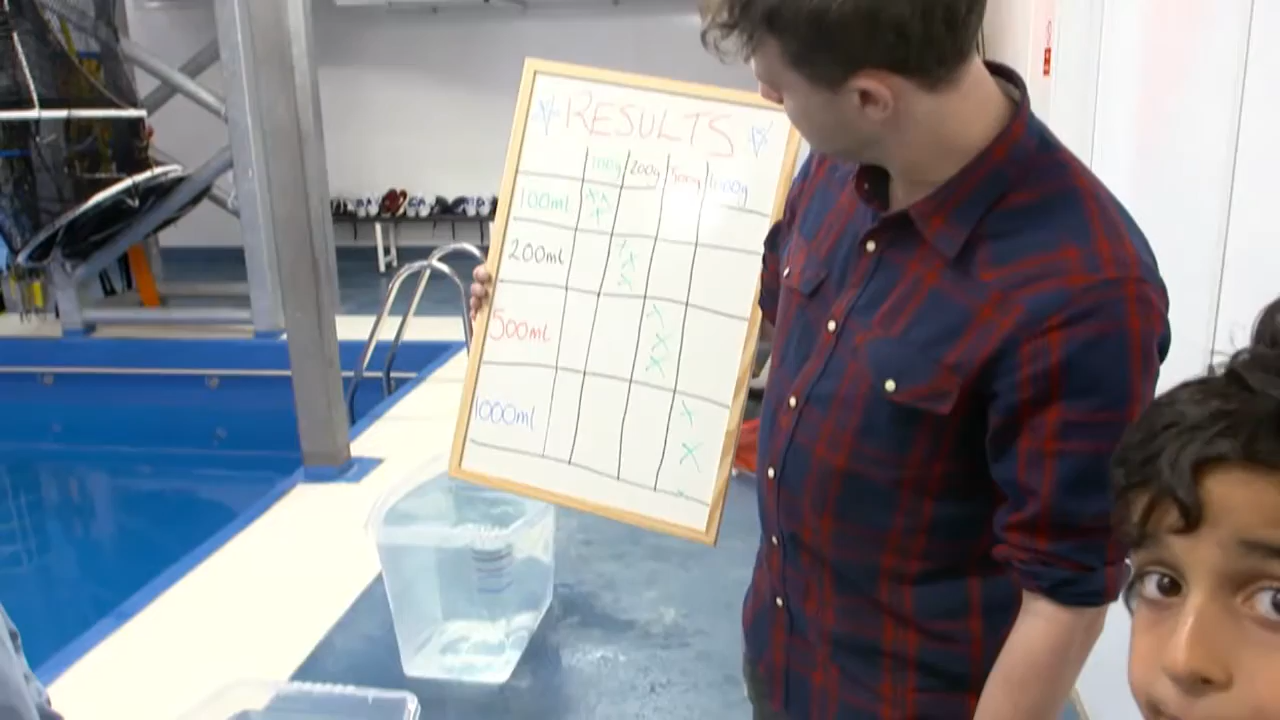 RESULTS
100g 200g 500g 1000g
100ml X X X
200ml X X X
500ml X X X
1000ml X X X